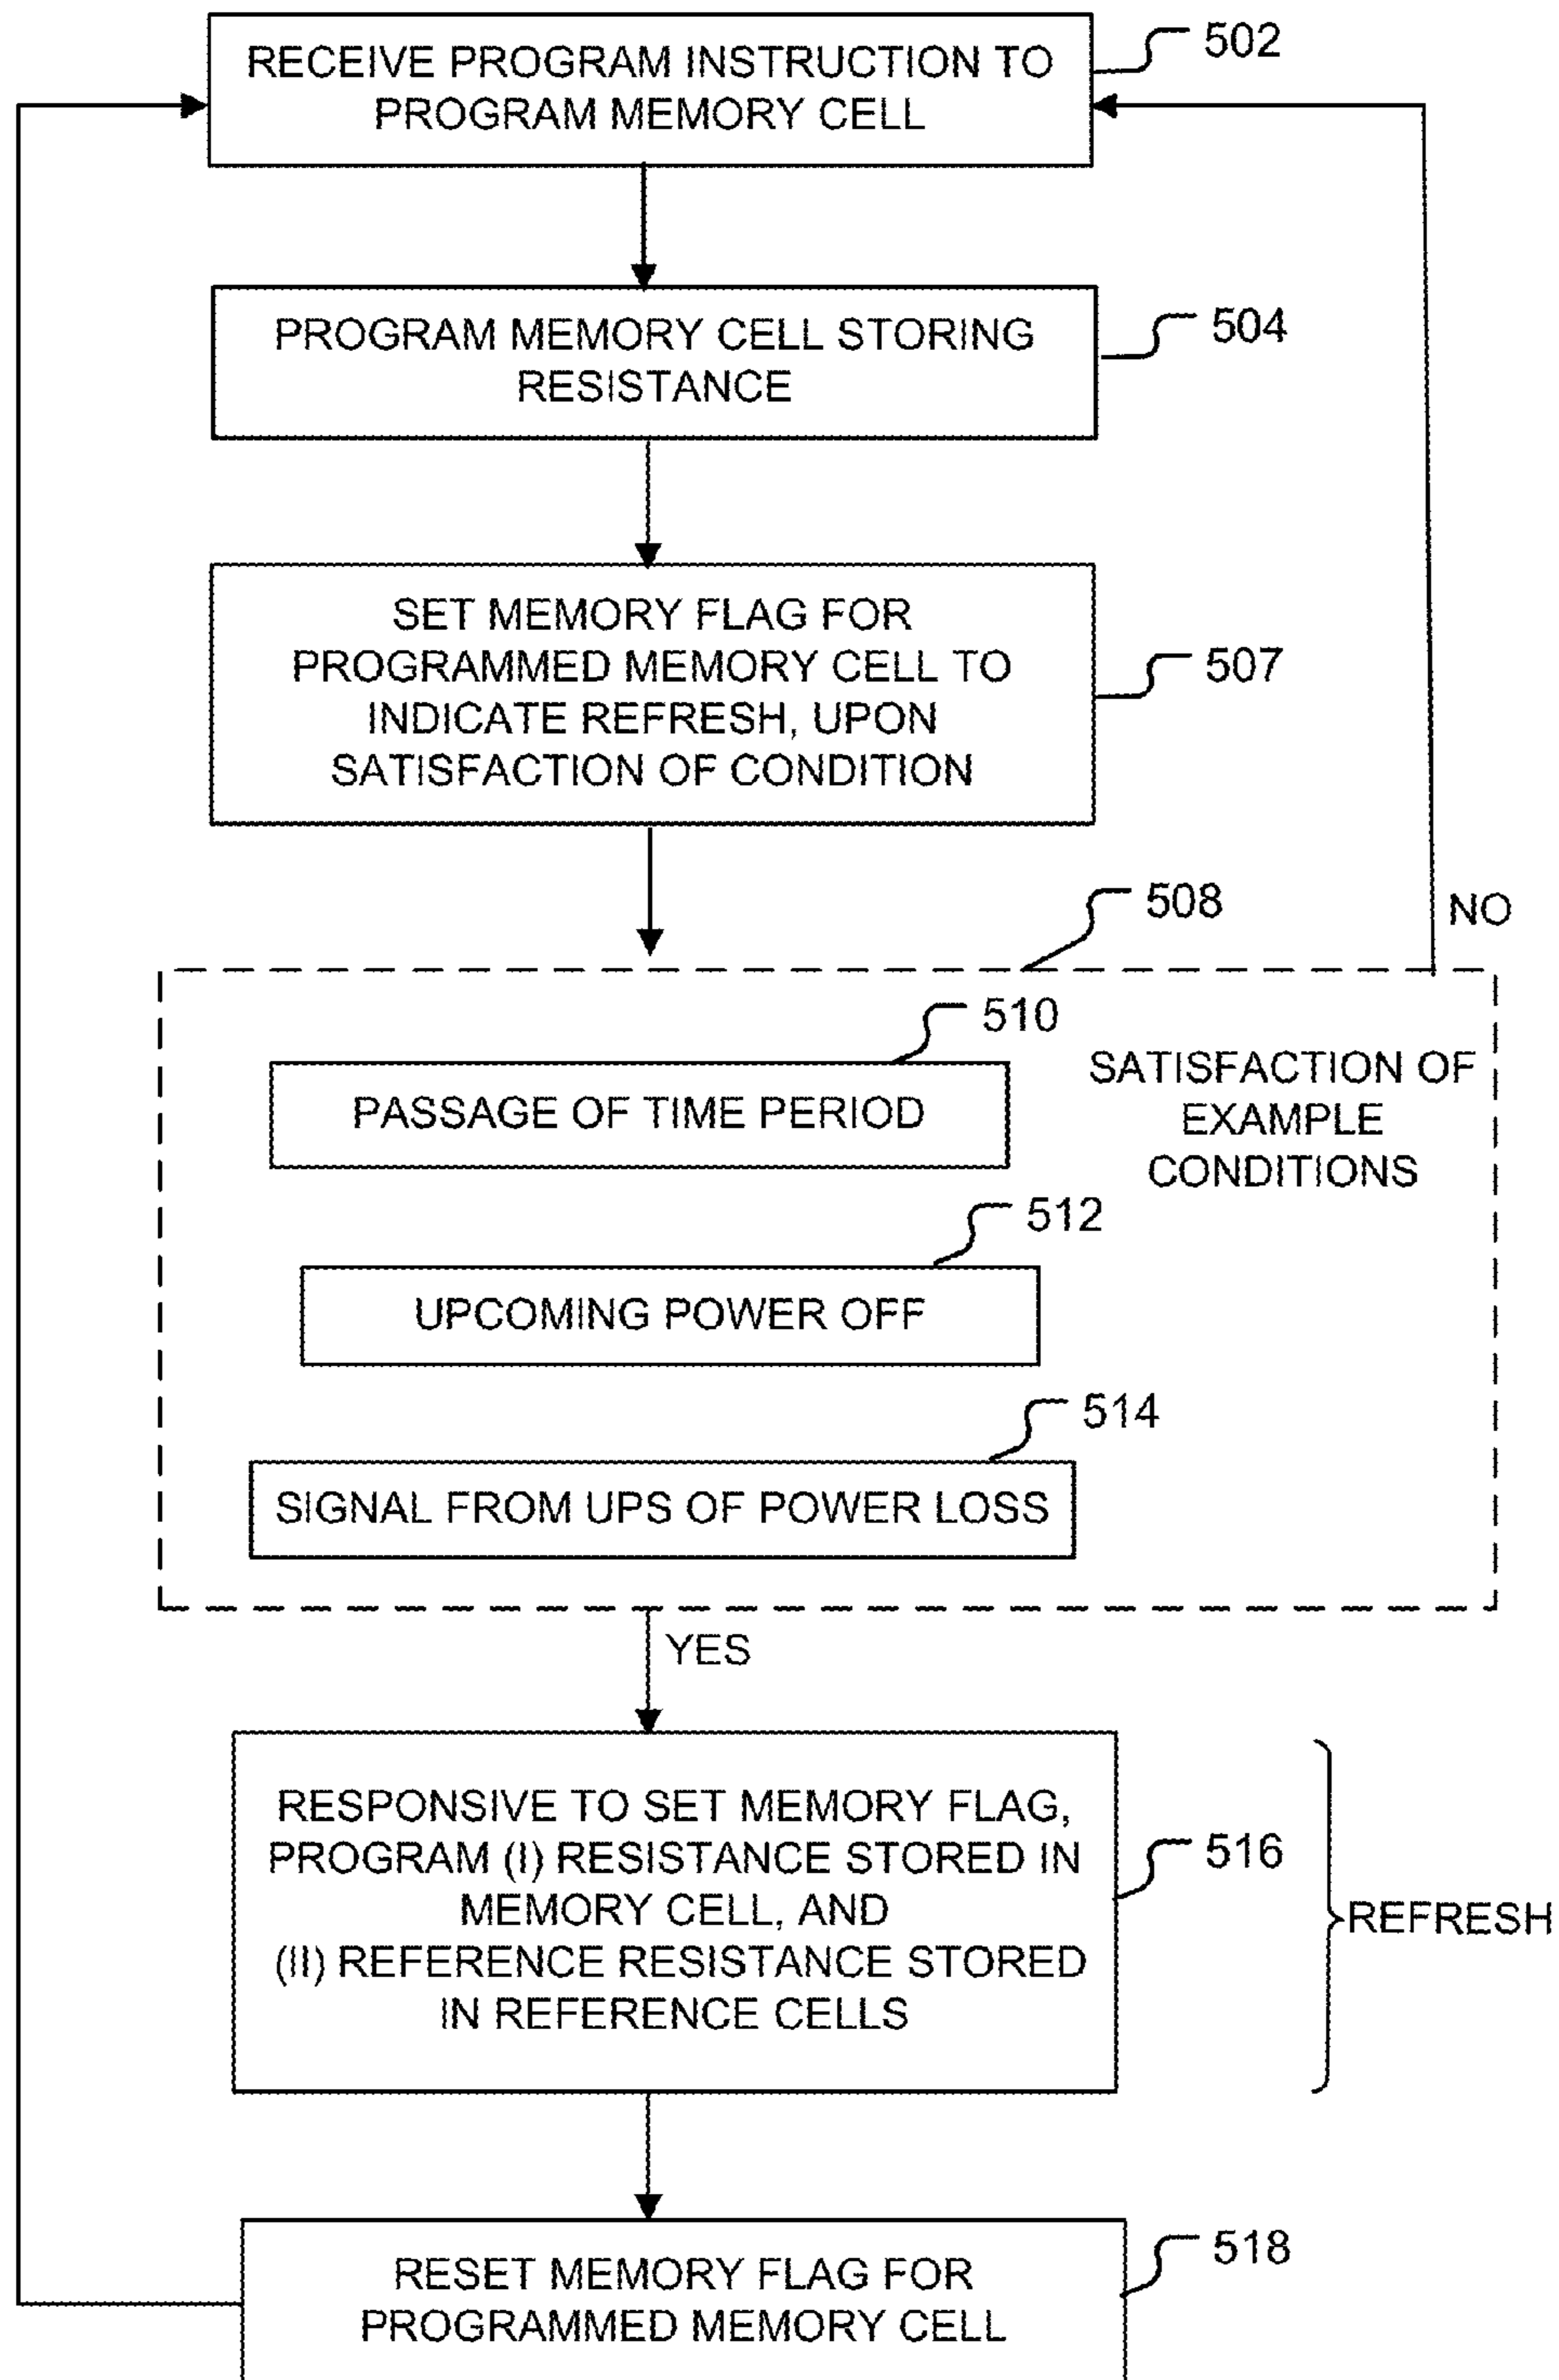 RECEIVE PROGRAM INSTRUCTION TO
PROGRAM MEMORY CELL
502
PROGRAM MEMORY CELL STORING
RESISTANCE
504
SET MEMORY FLAG FOR
PROGRAMMED MEMORY CELL TO
INDICATE REFRESH, UPON
SATISFACTION OF CONDITION
507
508
NO
510
PASSAGE OF TIME PERIOD
SATISFACTION OF
EXAMPLE
CONDITIONS
512
UPCOMING POWER OFF
514
SIGNAL FROM UPS OF POWER LOSS
YES
RESPONSIVE TO SET MEMORY FLAG,
PROGRAM (I) RESISTANCE STORED IN
MEMORY CELL, AND
(II) REFERENCE RESISTANCE STORED
IN REFERENCE CELLS
516
REFRESH
RESET MEMORY FLAG FOR
PROGRAMMED MEMORY CELL
518